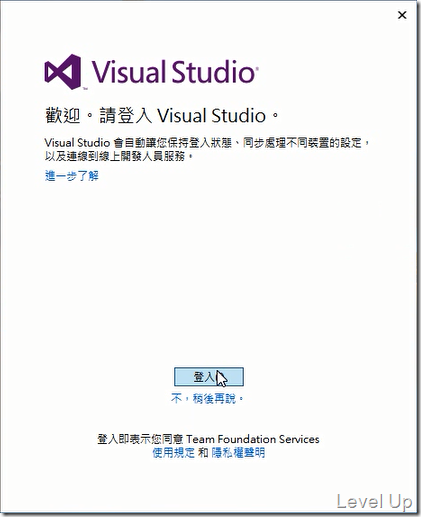 Visual Studio
歡迎。請登入 Visual Studio。
Visual Studio 會自動讓您保持登入狀態、同步處理不同裝置的設定，
以及連線到線上開發人員服務。
進一步了解
登入
不，稍後再說。
登入即表示您同意 Team Foundation Services
使用規定 和 隱私權聲明
Level Up